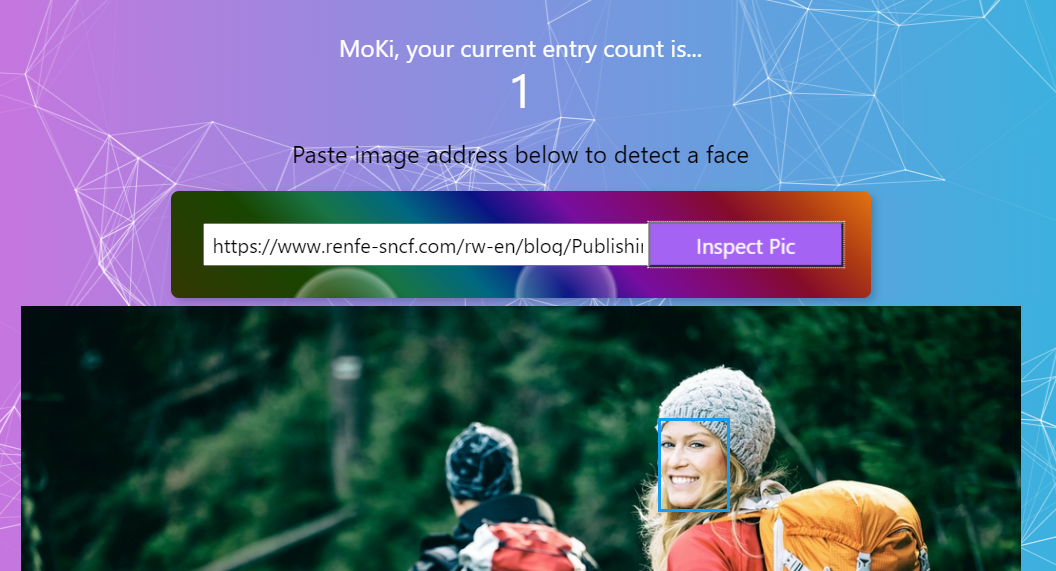 MoKi, your current entry count is...
1
Paste image address below to detect a face
https://www.renfe-sncf.com/rw-en/blog/Publishin
Inspect Pic